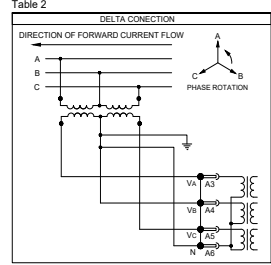 Table 2
DELTA CONECTION
DIRECTION OF FORWARD CURRENT FLOW
A
A
B
C
C
B
PHASE ROTATION
VA A3
VB A4
VC A5
N A6